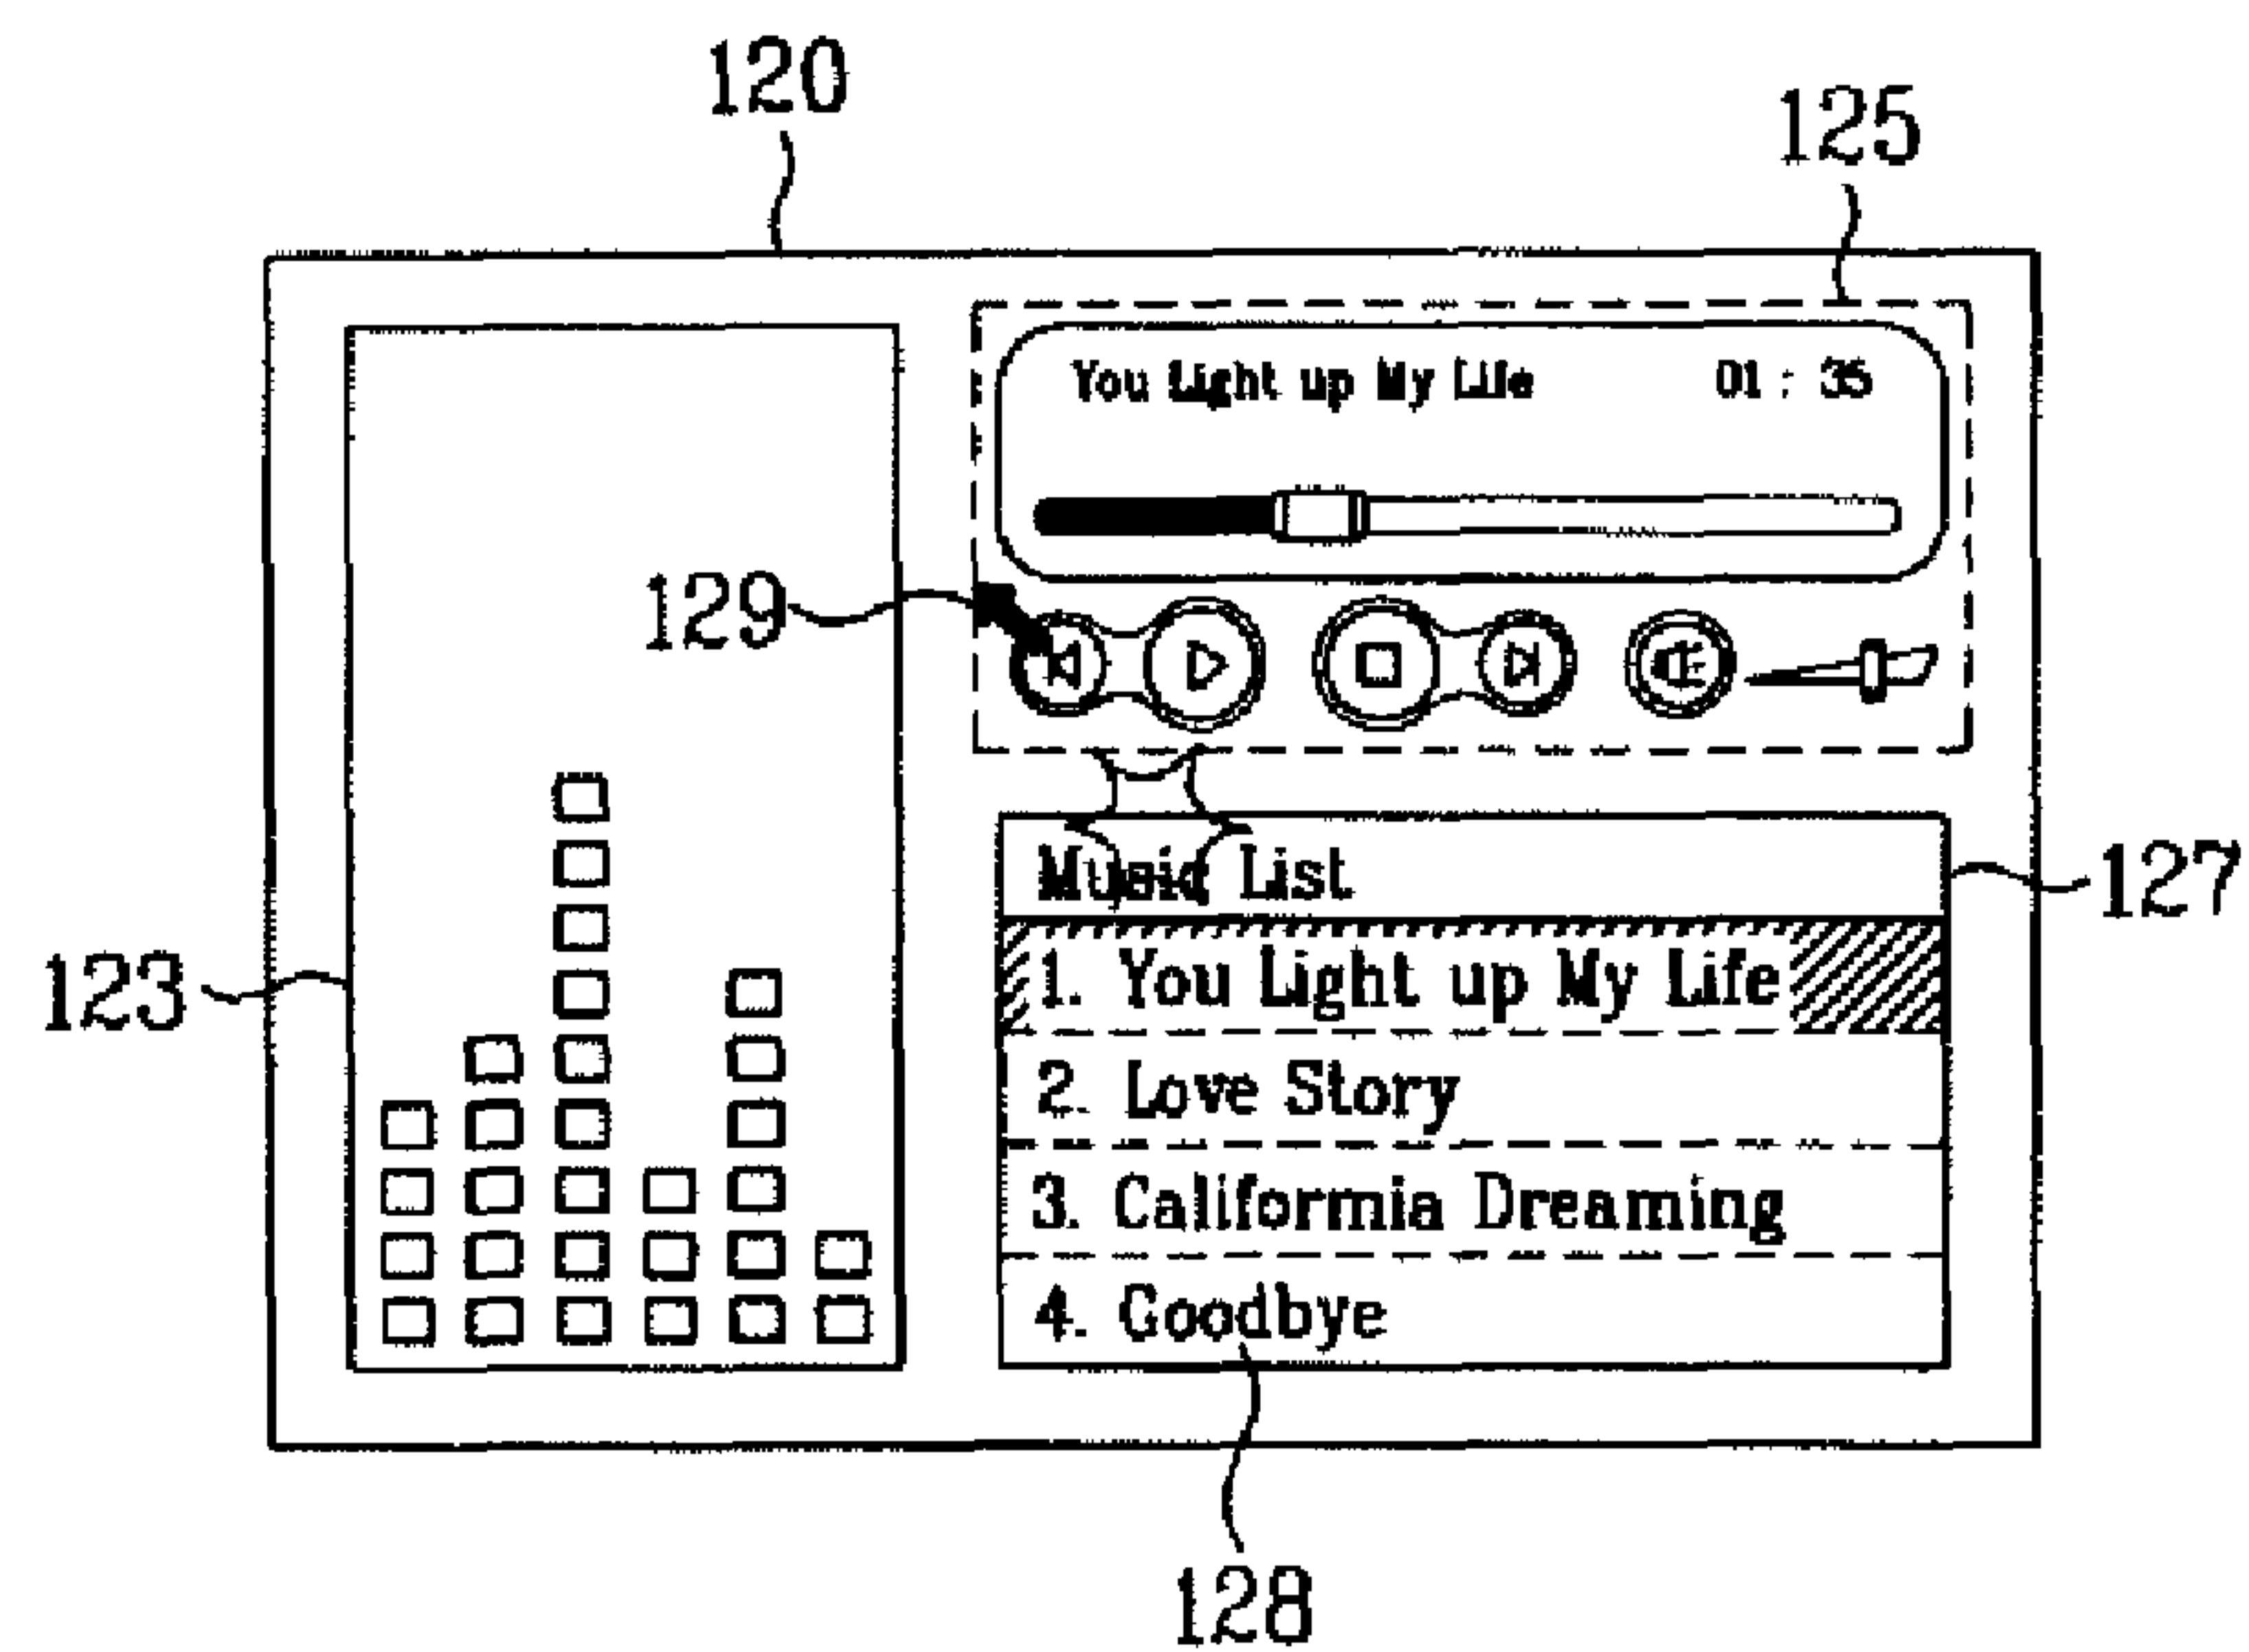 120
125
You Light up My Life 01 : 35
129
Music List
127
1. You Light up My Life
123
2. Love Story
3. Califormia Dreaming
4. Goodbye
128